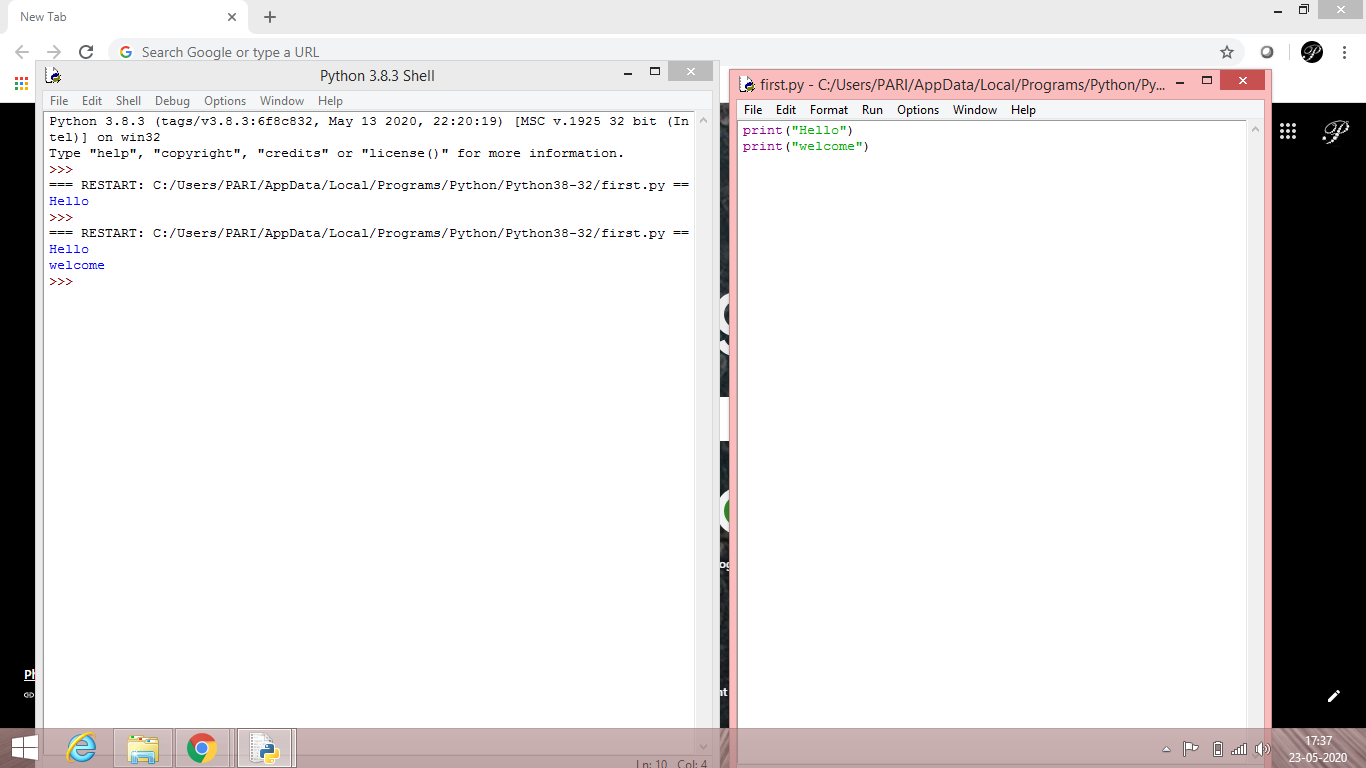 New Tab
Search Google or type a URL
Python 3.8.3 Shell
File Edit Shell Debug Options Window Help
Python 3.8.3 (tags/v3.8.3:6f8c832, May 13 2020, 22:20:19) [MSC v.1925 32 bit (In
tel)] on win32
Type "help", "copyright", "credits" or "license()" for more information.
>>>
=== RESTART: C:/Users/PARI/AppData/Local/Programs/Python/Python38-32/first.py ==
Hello
>>>
=== RESTART: C:/Users/PARI/AppData/Local/Programs/Python/Python38-32/first.py ==
Hello
welcome
>>>
Ln: 10 Col: 4
first.py - C:/Users/PARI/AppData/Local/Programs/Python/Py...
File Edit Format Run Options Window Help
print("Hello")
print("welcome")
17:37
23-05-2020